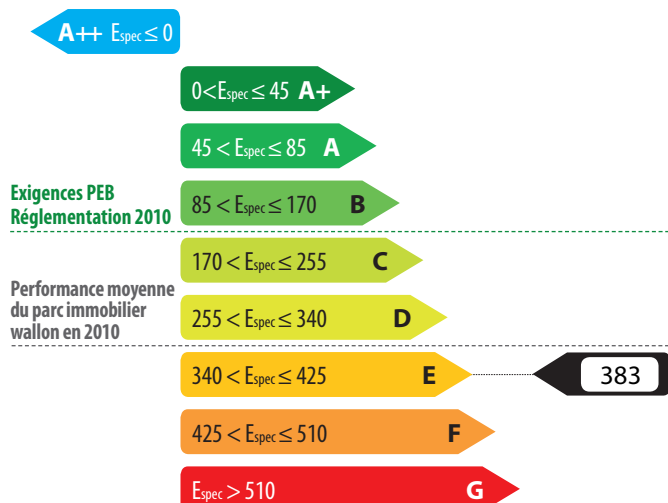 A++ Espec ≤ 0
0<Espec ≤ 45 A+
45 < Espec ≤ 85 A
Exigences PEB
Réglementation 2010
85 < Espec ≤ 170 B
170 < Espec ≤ 255 C
Performance moyenne
du parc immobilier
wallon en 2010
255 < Espec ≤ 340 D
340 < Espec ≤ 425 E
383
425 < Espec ≤ 510 F
Espec > 510 G